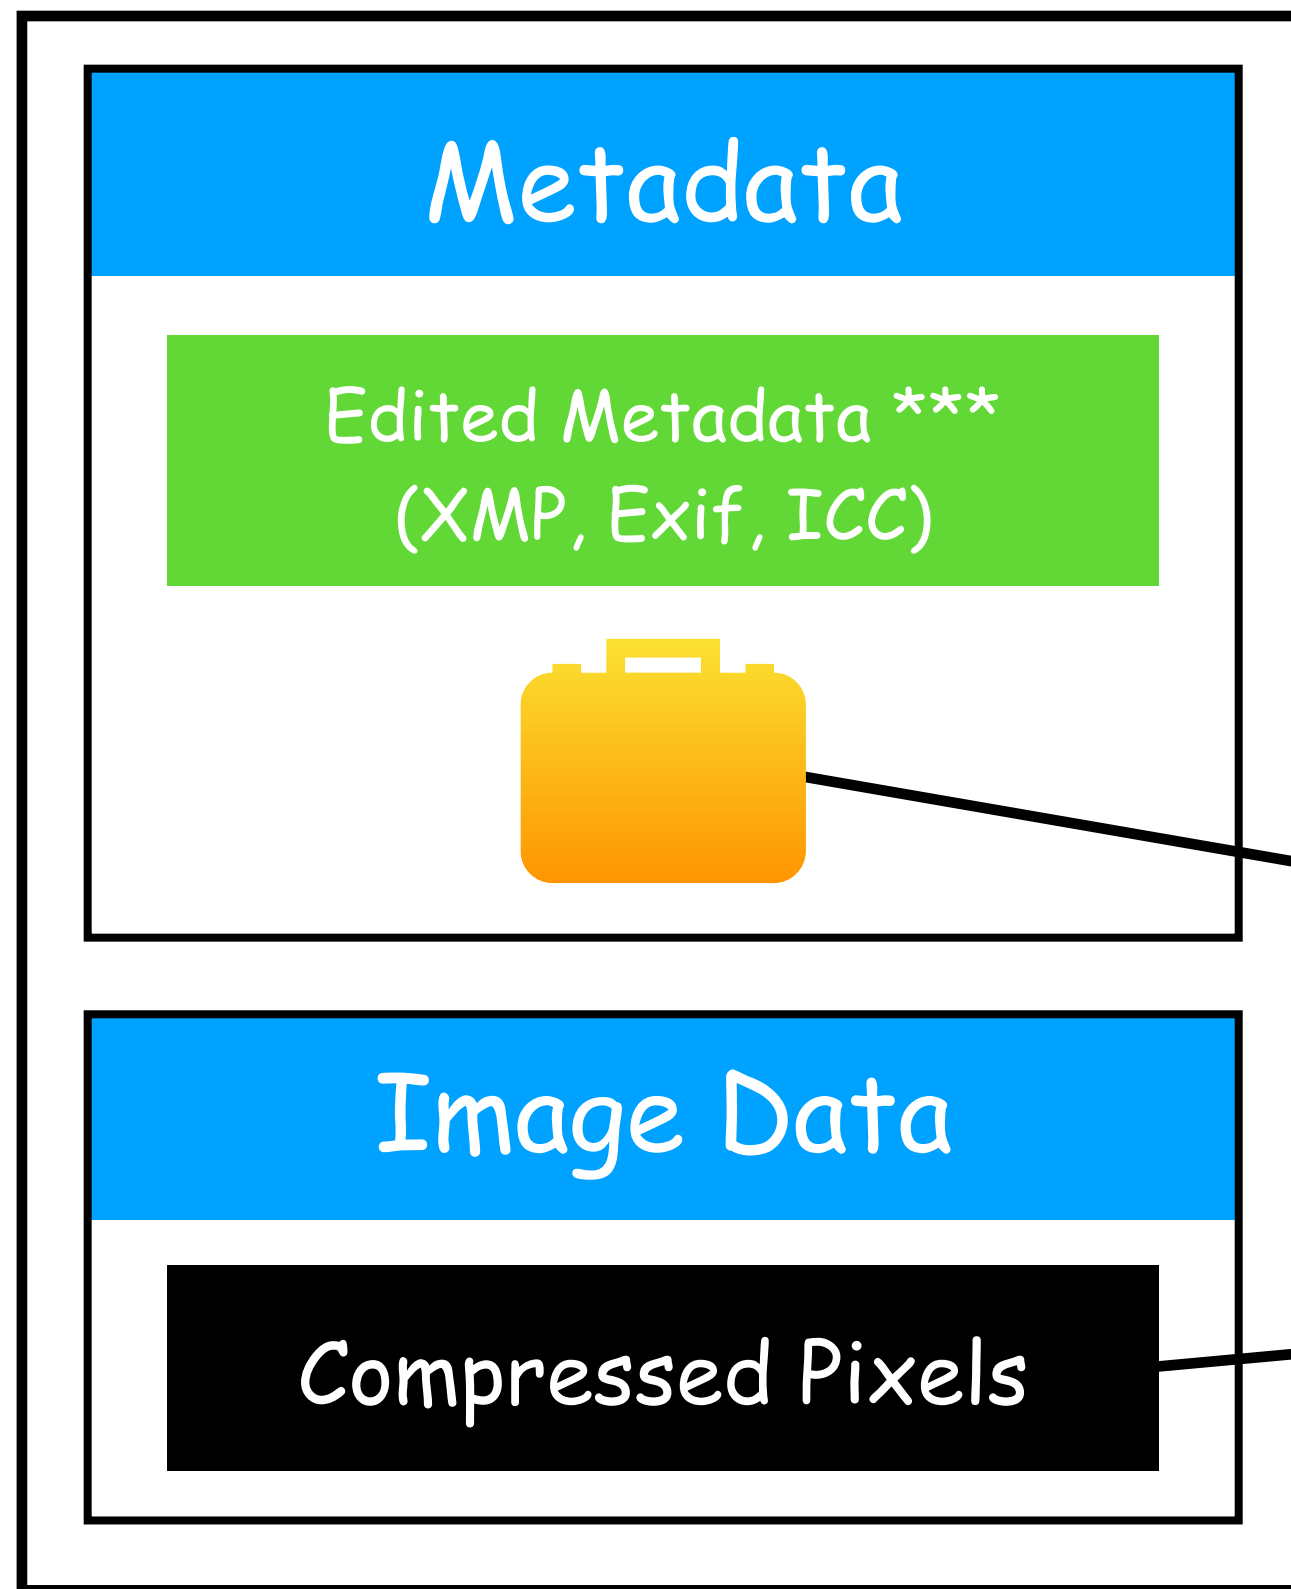 Metadata
Edited Metadata ***
(XMP, Exif, ICC)
Image Data
Compressed Pixels